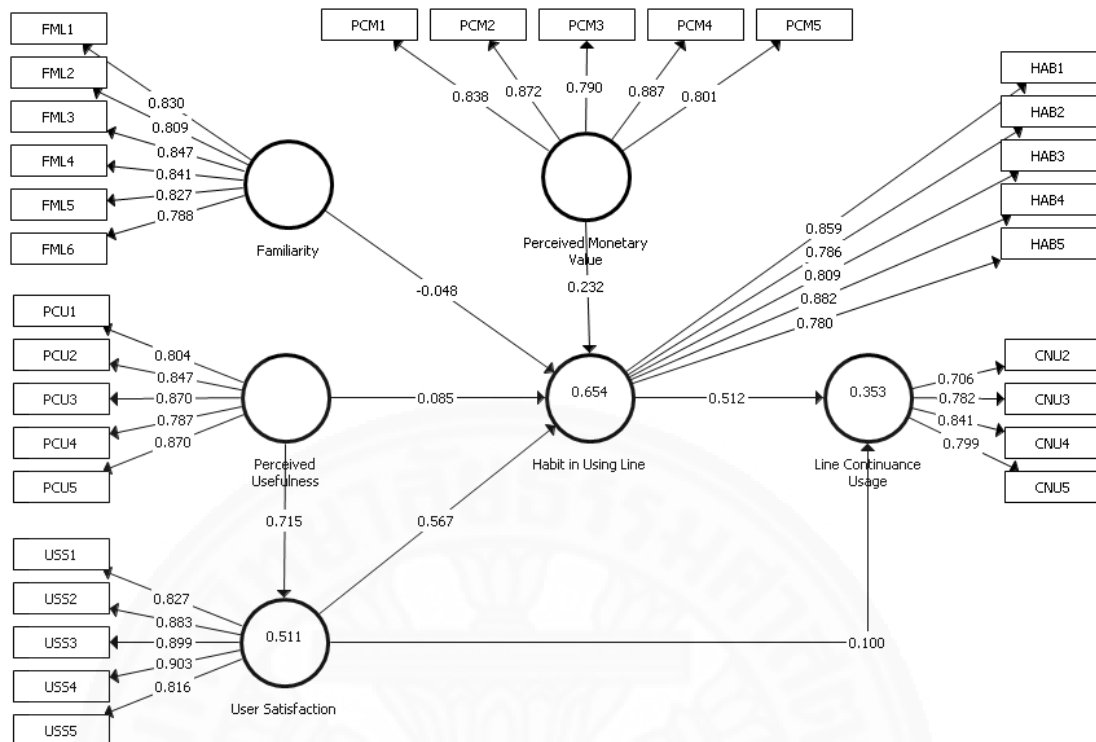 FML1
FML2
FML3
FML4
FML5
FML6
0.830
0.809
0.847
0.841
0.827
0.788
Familiarity
PCM1
PCM2
PCM3
PCM4
PCM5
0.838
0.872
0.790
0.887
0.801
Perceived Monetary
Value
HAB1
HAB2
HAB3
HAB4
HAB5
0.859
0.786
0.809
0.882
0.780
-0.048
0.232
PCU1
PCU2
PCU3
PCU4
PCU5
0.804
0.847
0.870
0.787
0.870
Perceived
Usefulness
0.085
0.654
Habit in Using Line
0.512
0.353
Line Continuance
Usage
0.706
0.782
0.841
0.799
CNU2
CNU3
CNU4
CNU5
0.715
0.567
USS1
USS2
USS3
USS4
USS5
0.827
0.883
0.899
0.903
0.816
0.511
User Satisfaction
0.100